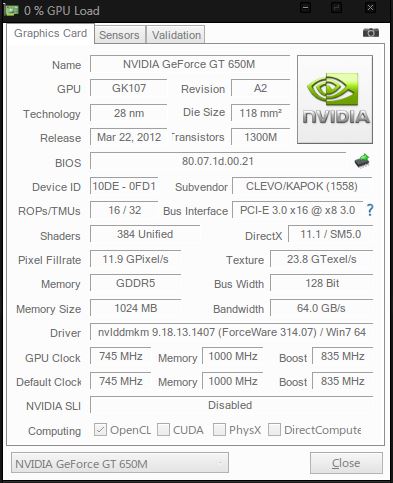 0 % GPU Load
Graphics Card Sensors Validation
Name NVIDIA GeForce GT 650M
GPU GK107 Revision A2
Technology 28 nm Die Size 118 mm²
Release Mar 22, 2012 Transistors 1300M
NVIDIA
BIOS 80.07.1d.00.21
Device ID 10DE - 0FD1 Subvendor CLEVO/KAPOK (1558)
ROPs/TMUs 16 / 32 Bus Interface PCI-E 3.0 x16 @ x8 3.0 ?
Shaders 384 Unified DirectX 11.1 / SM5.0
Pixel Fillrate 11.9 GPixel/s Texture 23.8 GTexel/s
Memory GDDR5 Bus Width 128 Bit
Memory Size 1024 MB Bandwidth 64.0 GB/s
Driver nvlddmkm 9.18.13.1407 (ForceWare 314.07) / Win7 64
GPU Clock 745 MHz Memory 1000 MHz Boost 835 MHz
Default Clock 745 MHz Memory 1000 MHz Boost 835 MHz
NVIDIA SLI Disabled
Computing OpenCL CUDA PhysX DirectCompute
NVIDIA GeForce GT 650M Close